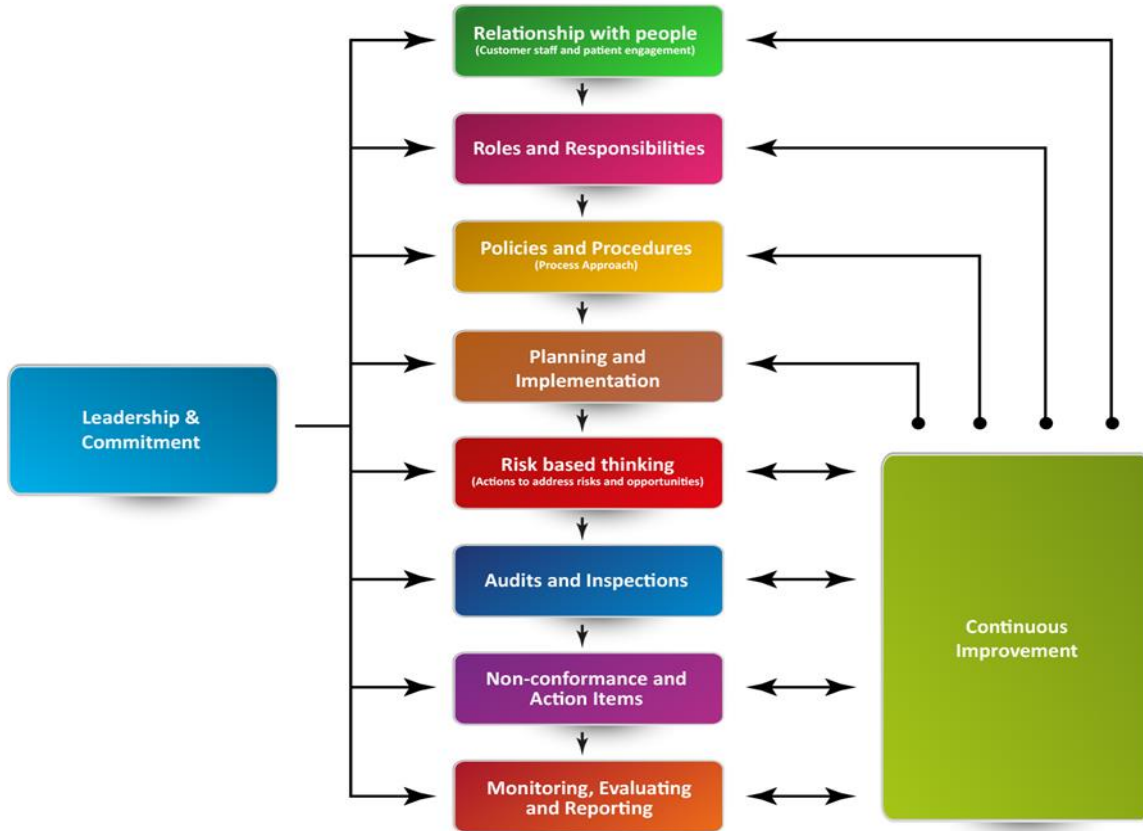 Relationship with people
(Customer staff and patient engagement)
Roles and Responsibilities
Policies and Procedures
(Process Approach)
Planning and
Implementation
Leadership &
Commitment
Risk based thinking
(Actions to address risks and opportunities)
Audits and Inspections
Continuous
Improvement
Non-conformance and
Action Items
Monitoring, Evaluating
and Reporting